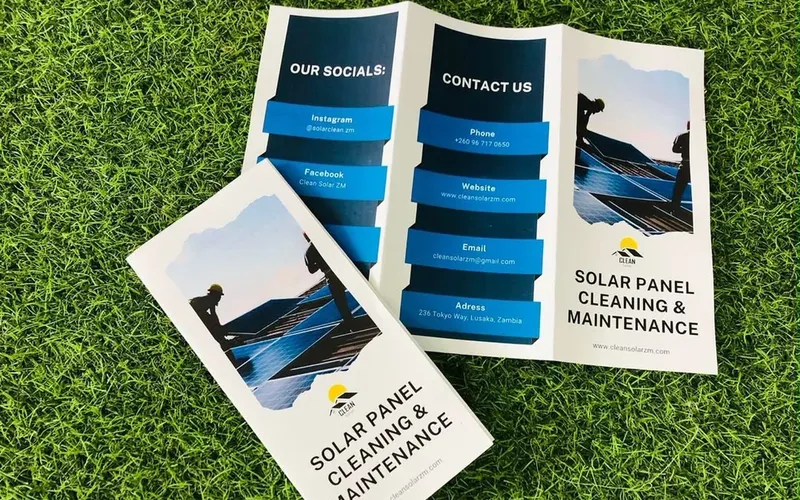 OUR SOCIALS:
Instagram
@solarclean.zm
Facebook
Clean Solar ZM
CONTACT US
Phone
+260 96 717 0650
Website
www.cleansolarzm.com
Email
cleansolarzm@gmail.com
Adress
236 Tokyo Way, Lusaka, Zambia
CLEAN
SOLAR PANEL
CLEANING &
MAINTENANCE
www.cleansolarzm.com
CLEAN
SOLAR PANEL
CLEANING &
MAINTENANCE
cleansolarzm.com